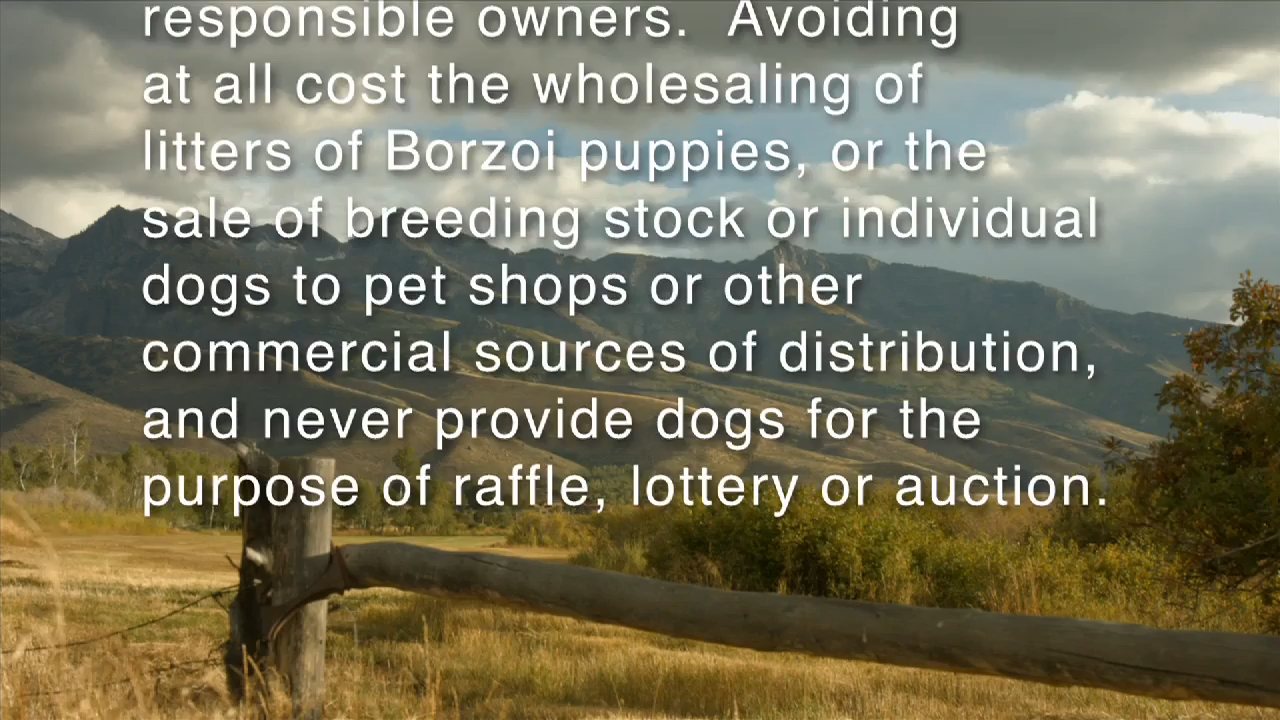 responsible owners.  Avoiding
at all cost the wholesaling of
litters of Borzoi puppies, or the
sale of breeding stock or individual
dogs to pet shops or other
commercial sources of distribution,
and never provide dogs for the
purpose of raffle, lottery or auction.